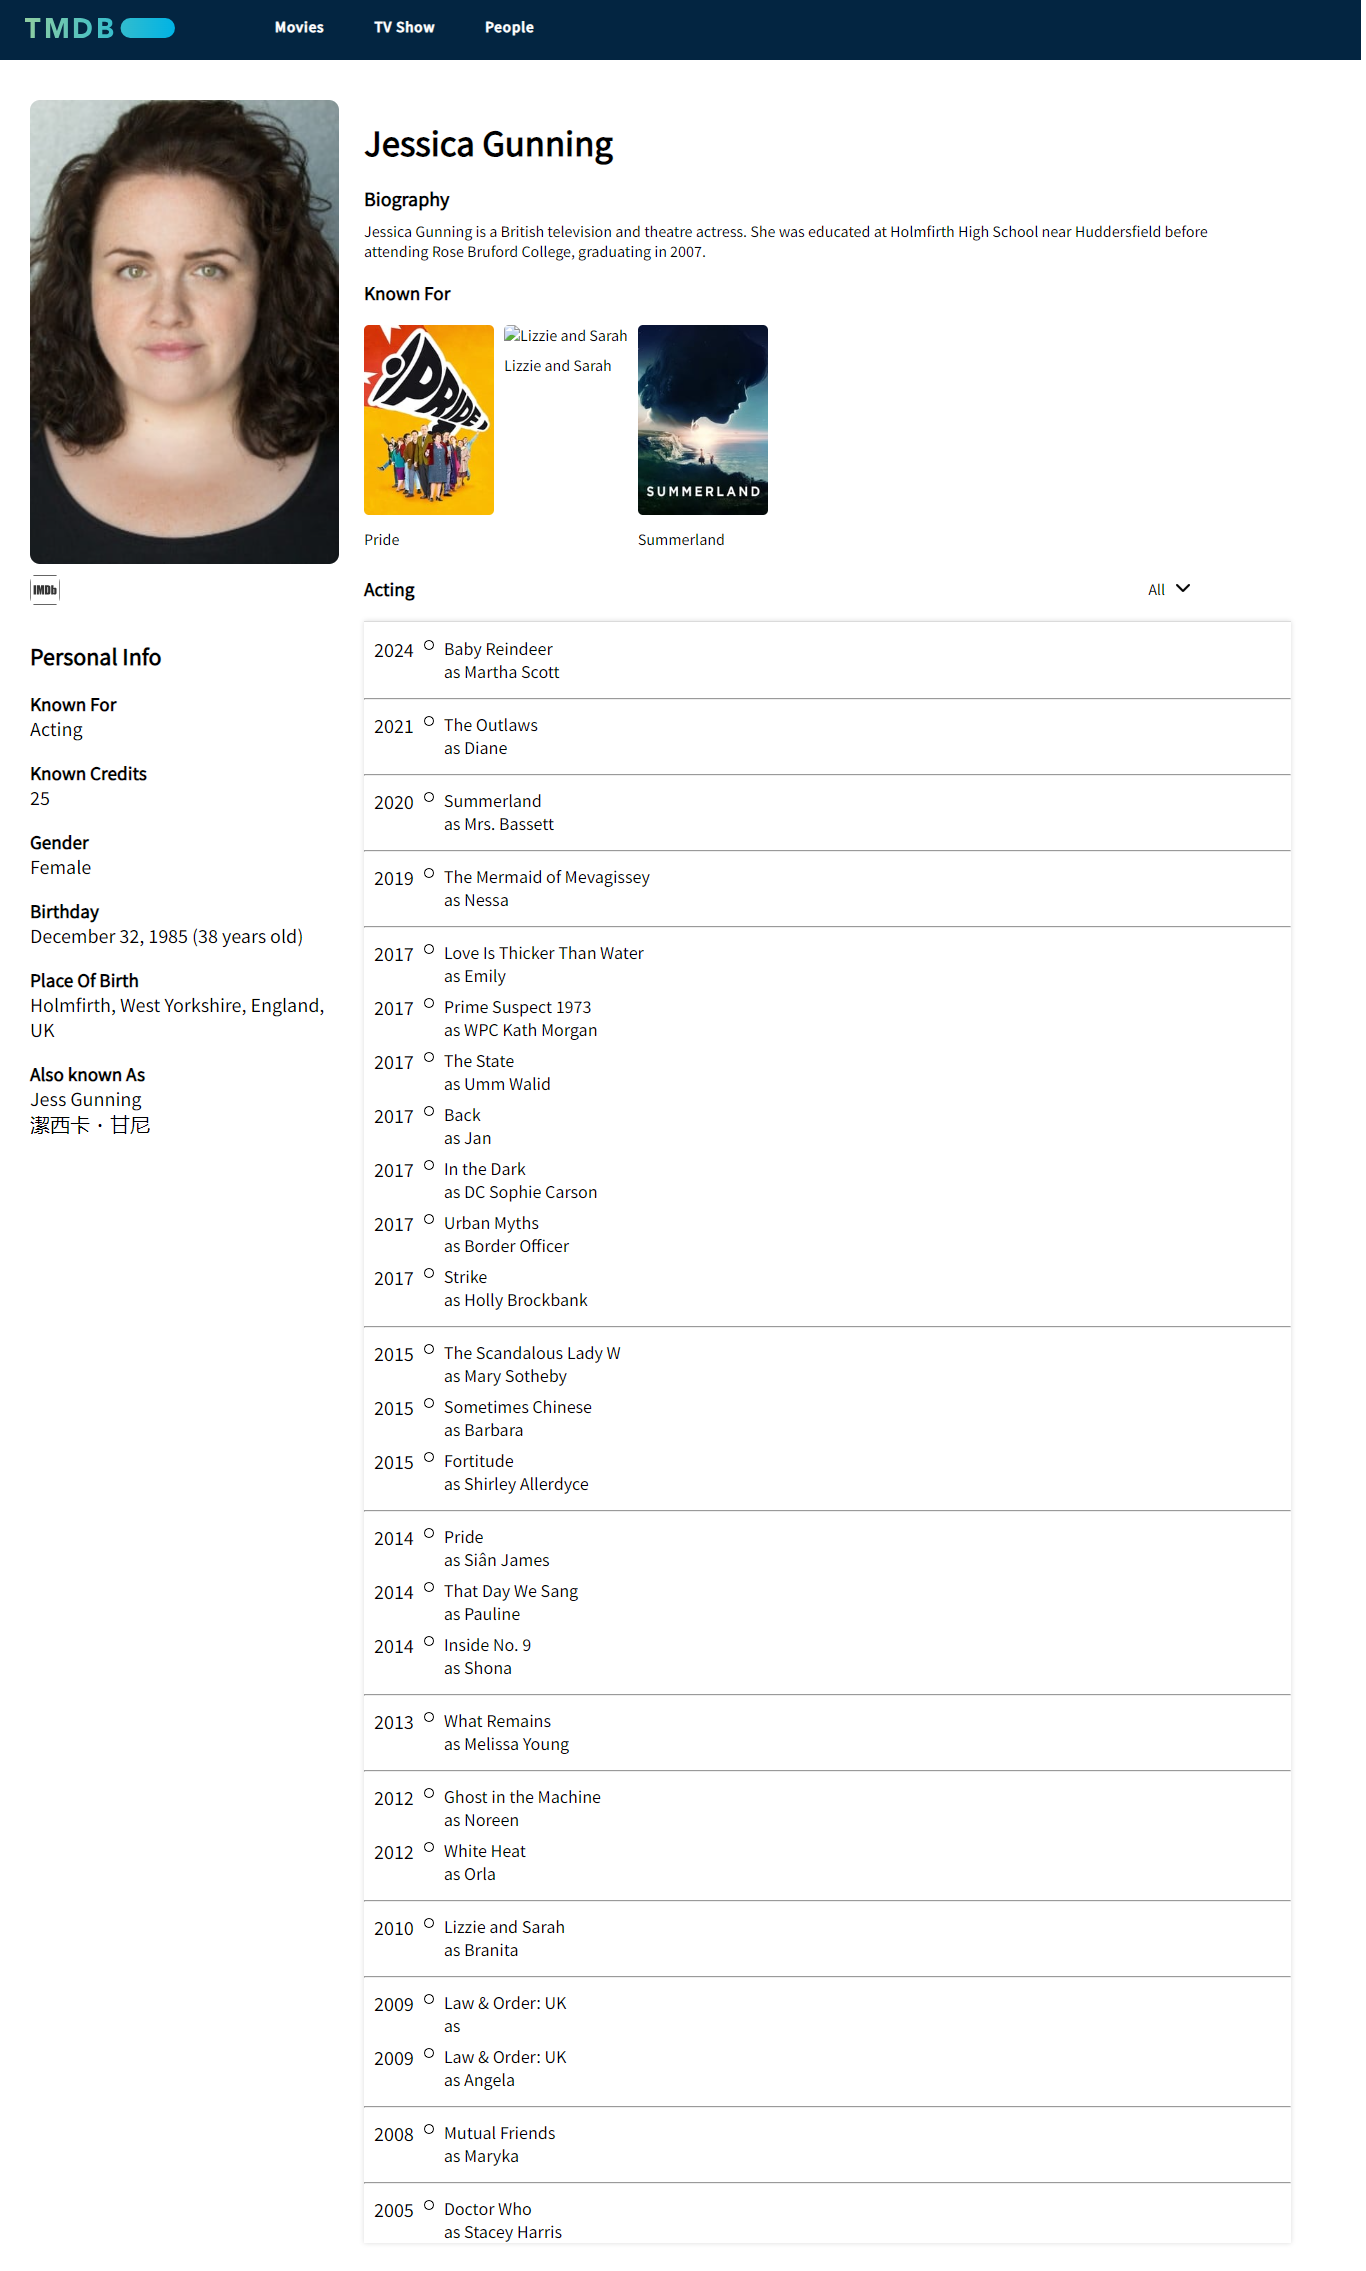 TMDB
Movies
TV Show
People
Jessica Gunning
Biography
Jessica Gunning is a British television and theatre actress. She was educated at Holmfirth High School near Huddersfield before
attending Rose Bruford College, graduating in 2007.
Known For
PRIDE
Lizzie and Sarah
Lizzie and Sarah
SUMMERLAND
Pride
Summerland
IMDb
Personal Info
Known For
Acting
Known Credits
25
Gender
Female
Birthday
December 32, 1985 (38 years old)
Place Of Birth
Holmfirth, West Yorkshire, England,
UK
Also known As
Jess Gunning
潔西卡·甘尼
Acting
All
2024 Baby Reindeer
as Martha Scott
2021 The Outlaws
as Diane
2020 Summerland
as Mrs. Bassett
2019 The Mermaid of Mevagissey
as Nessa
2017 Love Is Thicker Than Water
as Emily
2017 Prime Suspect 1973
as WPC Kath Morgan
2017 The State
as Umm Walid
2017 Back
as Jan
2017 In the Dark
as DC Sophie Carson
2017 Urban Myths
as Border Officer
2017 Strike
as Holly Brockbank
2015 The Scandalous Lady W
as Mary Sotheby
2015 Sometimes Chinese
as Barbara
2015 Fortitude
as Shirley Allerdyce
2014 Pride
as Siân James
2014 That Day We Sang
as Pauline
2014 Inside No. 9
as Shona
2013 What Remains
as Melissa Young
2012 Ghost in the Machine
as Noreen
2012 White Heat
as Orla
2010 Lizzie and Sarah
as Branita
2009 Law & Order: UK
as
2009 Law & Order: UK
as Angela
2008 Mutual Friends
as Maryka
2005 Doctor Who
as Stacey Harris